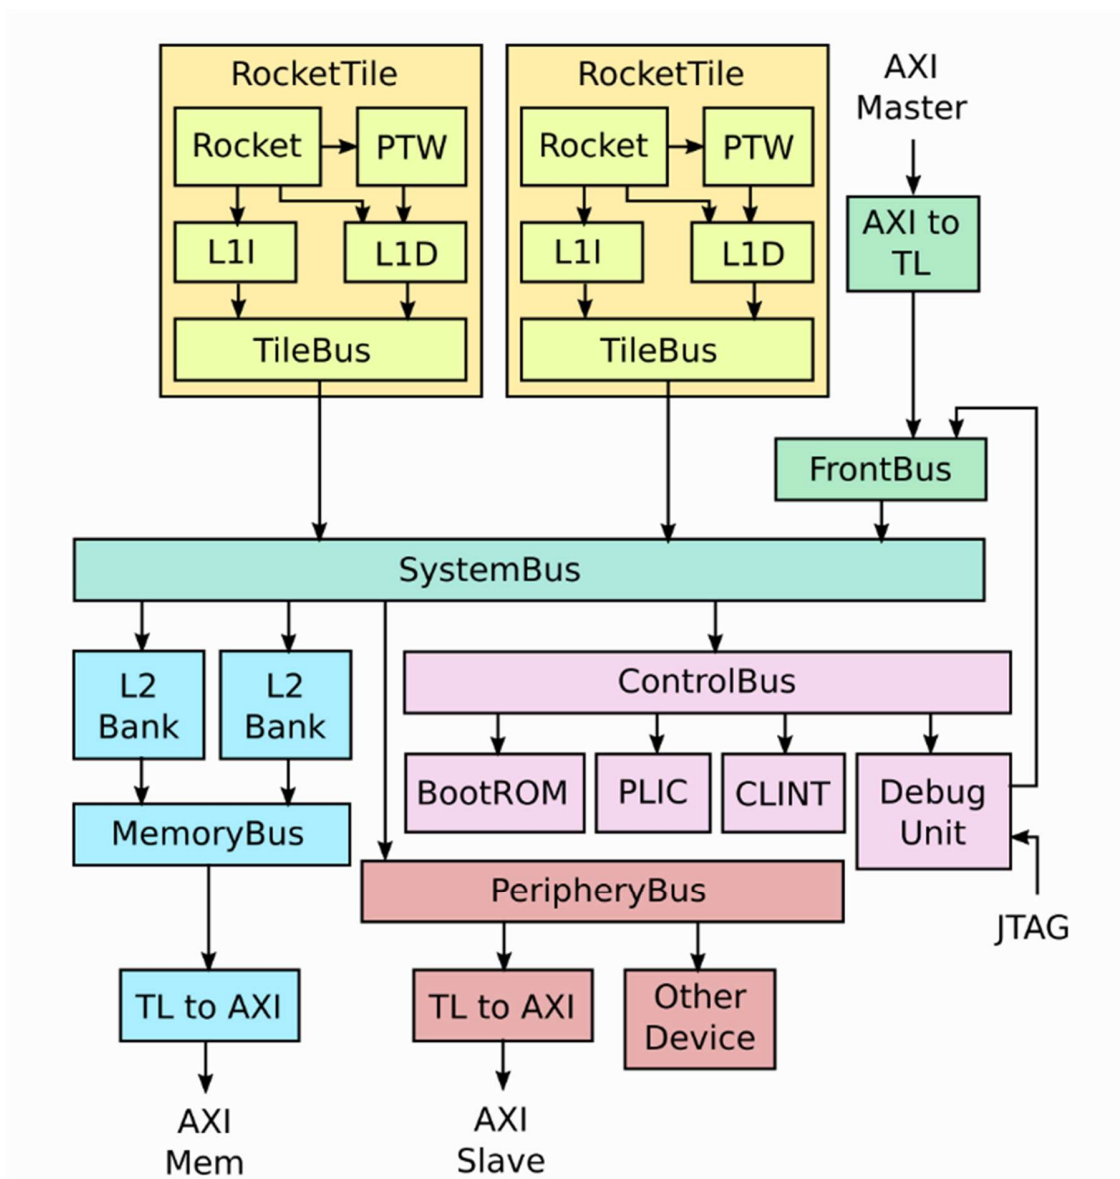 RocketTile
Rocket
PTW
L1I
L1D
TileBus
RocketTile
Rocket
PTW
L1I
L1D
TileBus
AXI
Master
AXI to
TL
FrontBus
SystemBus
L2
Bank
L2
Bank
ControlBus
BootROM
PLIC
CLINT
Debug
Unit
MemoryBus
PeripheryBus
JTAG
TL to AXI
TL to AXI
Other
Device
AXI
Mem
AXI
Slave